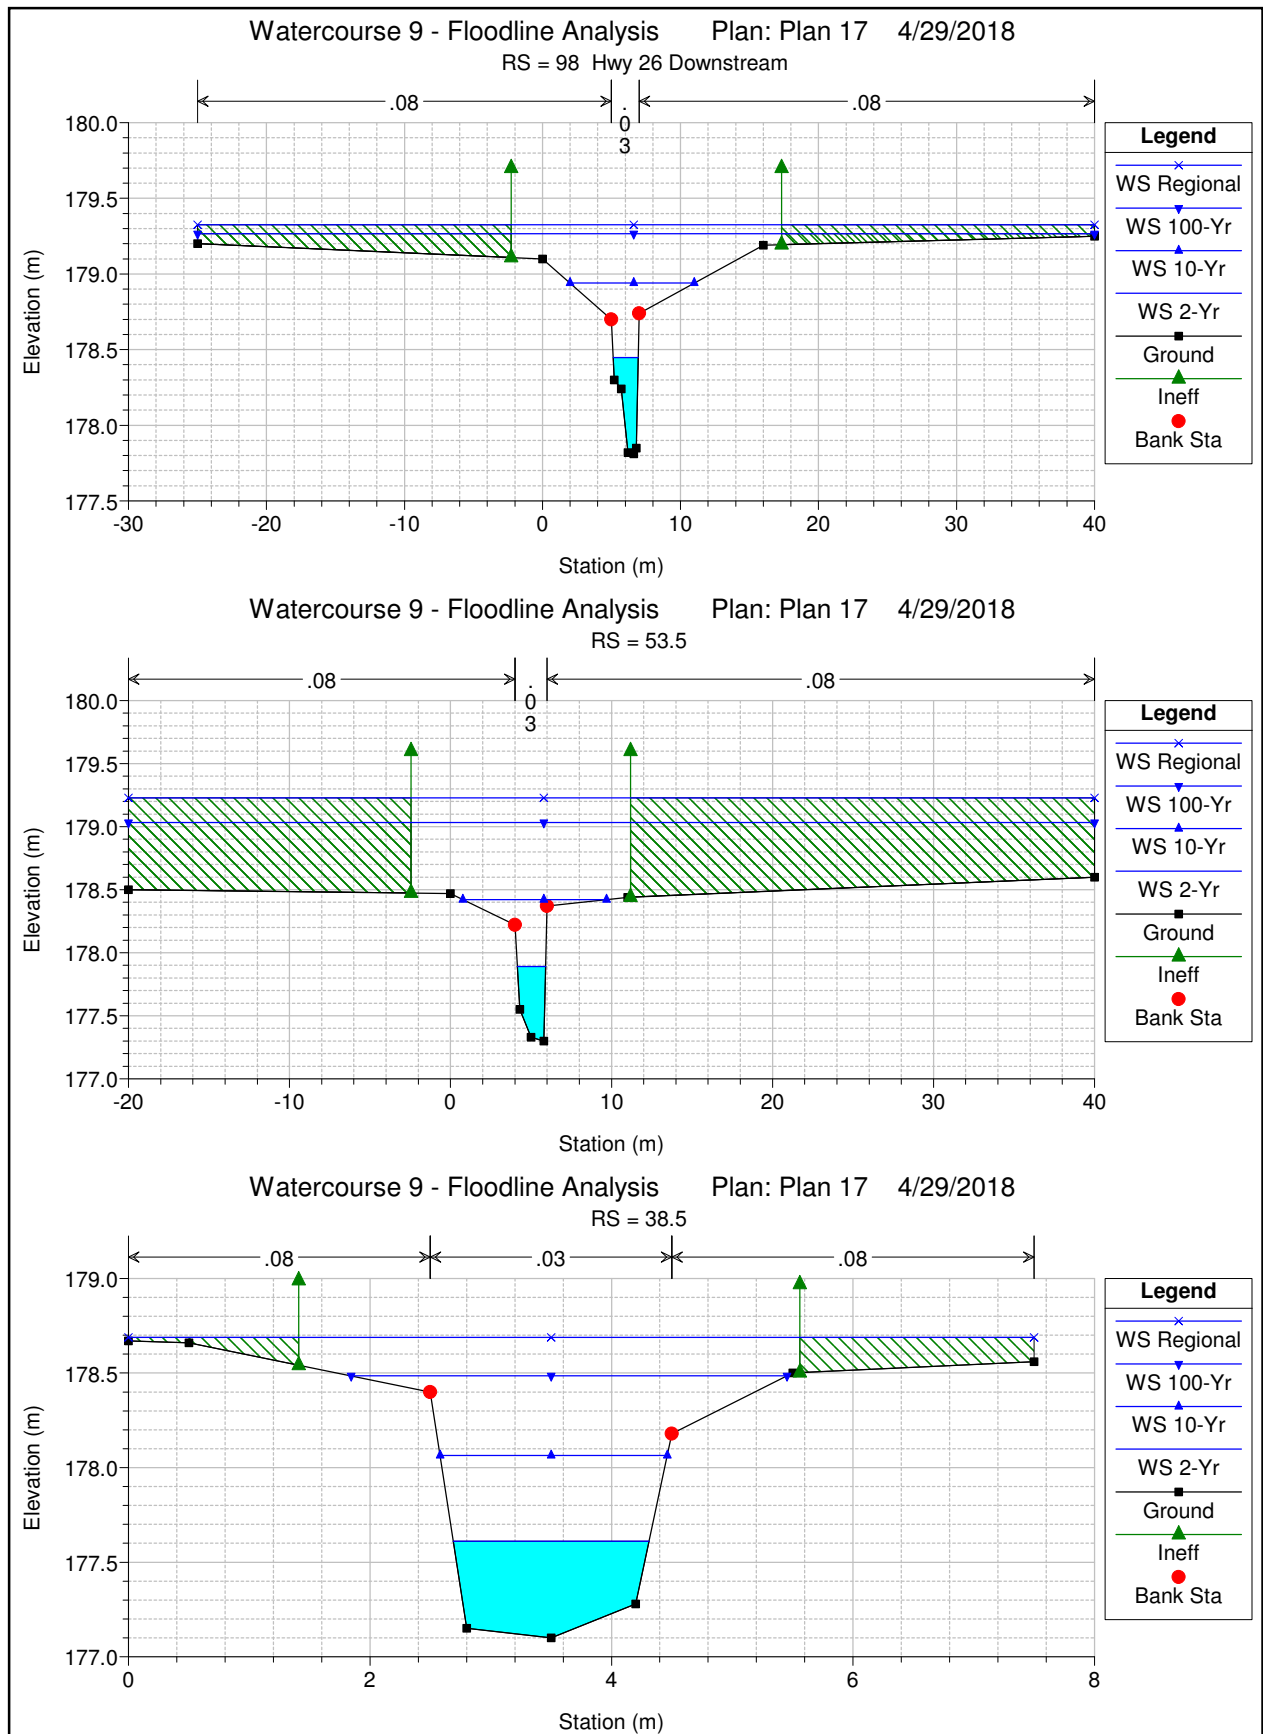 Watercourse 9 - Floodline Analysis Plan: Plan 17 4/29/2018
RS = 98 Hwy 26 Downstream
.08 .03 .08
180.0
179.5
179.0
178.5
178.0
177.5
Elevation (m)
-30 -20 -10 0 10 20 30 40
Station (m)
Legend
WS Regional
WS 100-Yr
WS 10-Yr
WS 2-Yr
Ground
Ineff
Bank Sta
Watercourse 9 - Floodline Analysis Plan: Plan 17 4/29/2018
RS = 53.5
.08 .03 .08
180.0
179.5
179.0
178.5
178.0
177.5
177.0
Elevation (m)
-20 -10 0 10 20 30 40
Station (m)
Legend
WS Regional
WS 100-Yr
WS 10-Yr
WS 2-Yr
Ground
Ineff
Bank Sta
Watercourse 9 - Floodline Analysis Plan: Plan 17 4/29/2018
RS = 38.5
.08 .03 .08
179.0
178.5
178.0
177.5
177.0
Elevation (m)
0 2 4 6 8
Station (m)
Legend
WS Regional
WS 100-Yr
WS 10-Yr
WS 2-Yr
Ground
Ineff
Bank Sta